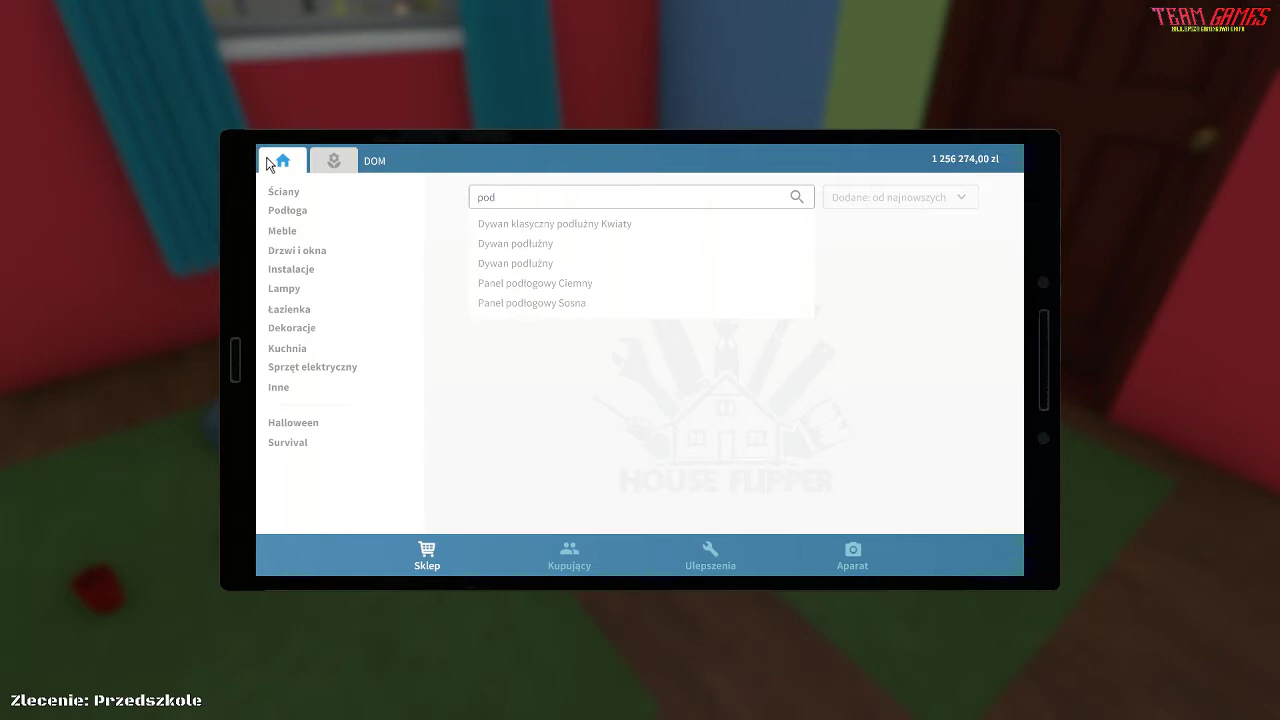 TEAM GAMES
DOM
1 256 274,00 zl
Ściany
Podłoga
Meble
Drzwi i okna
Instalacje
Lampy
Łazienka
Dekoracje
Kuchnia
Sprzęt elektryczny
Inne
Halloween
Survival
pod
Dodane: od najnowszych
Dywan klasyczny podłużny Kwiaty
Dywan podłużny
Dywan podłużny
Panel podłogowy Ciemny
Panel podłogowy Sosna
HOUSE FLIPPER
Sklep
Kupujący
Ulepszenia
Aparat
Zlecenie: Przedszkole